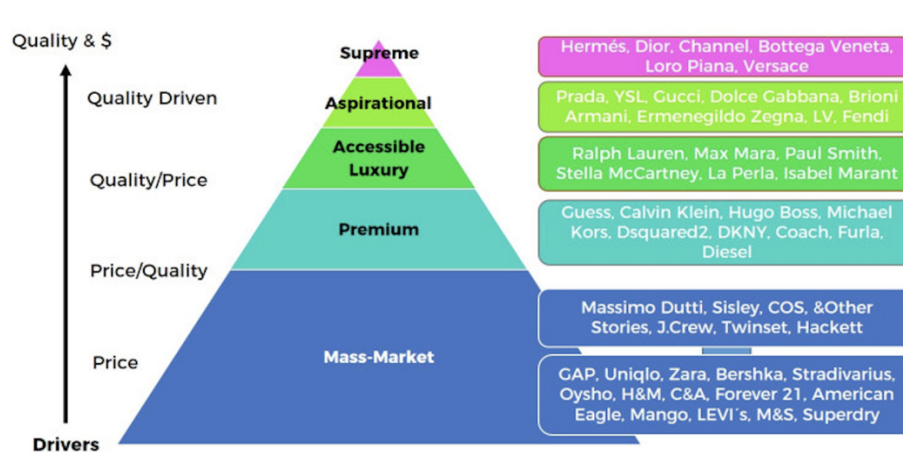 Quality & $
Quality Driven
Quality/Price
Price/Quality
Price
Drivers
Supreme
Aspirational
Accessible
Luxury
Premium
Mass-Market
Hermés, Dior, Channel, Bottega Veneta,
Loro Piana, Versace
Prada, YSL, Gucci, Dolce Gabbana, Brioni
Armani, Ermenegildo Zegna, LV, Fendi
Ralph Lauren, Max Mara, Paul Smith,
Stella McCartney, La Perla, Isabel Marant
Guess, Calvin Klein, Hugo Boss, Michael
Kors, Dsquared2, DKNY, Coach, Furla,
Diesel
Massimo Dutti, Sisley, COS, &Other
Stories, J.Crew, Twinset, Hackett
GAP, Uniqlo, Zara, Bershka, Stradivarius,
Oysho, H&M, C&A, Forever 21, American
Eagle, Mango, LEVI´s, M&S, Superdry